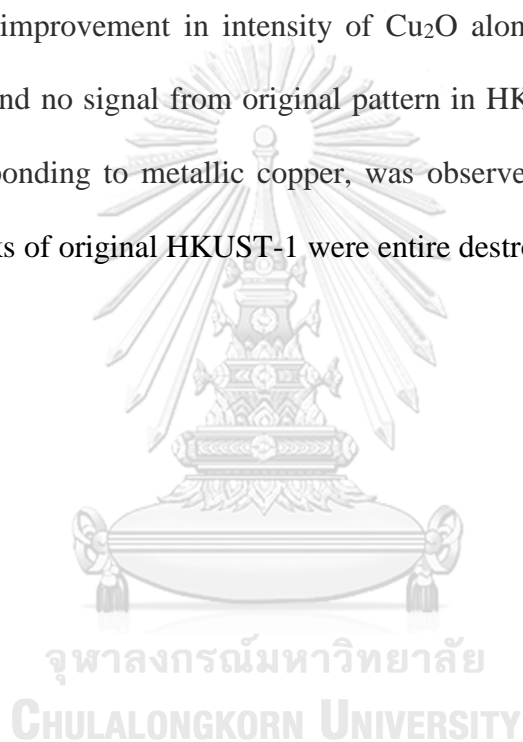 improvement in intensity of Cu₂O alon
nd no signal from original pattern in HK
ponding to metallic copper, was observe
ks of original HKUST-1 were entire destr
จุฬาลงกรณ์มหาวิทยาลัย
CHULALONGKORN UNIVERSITY